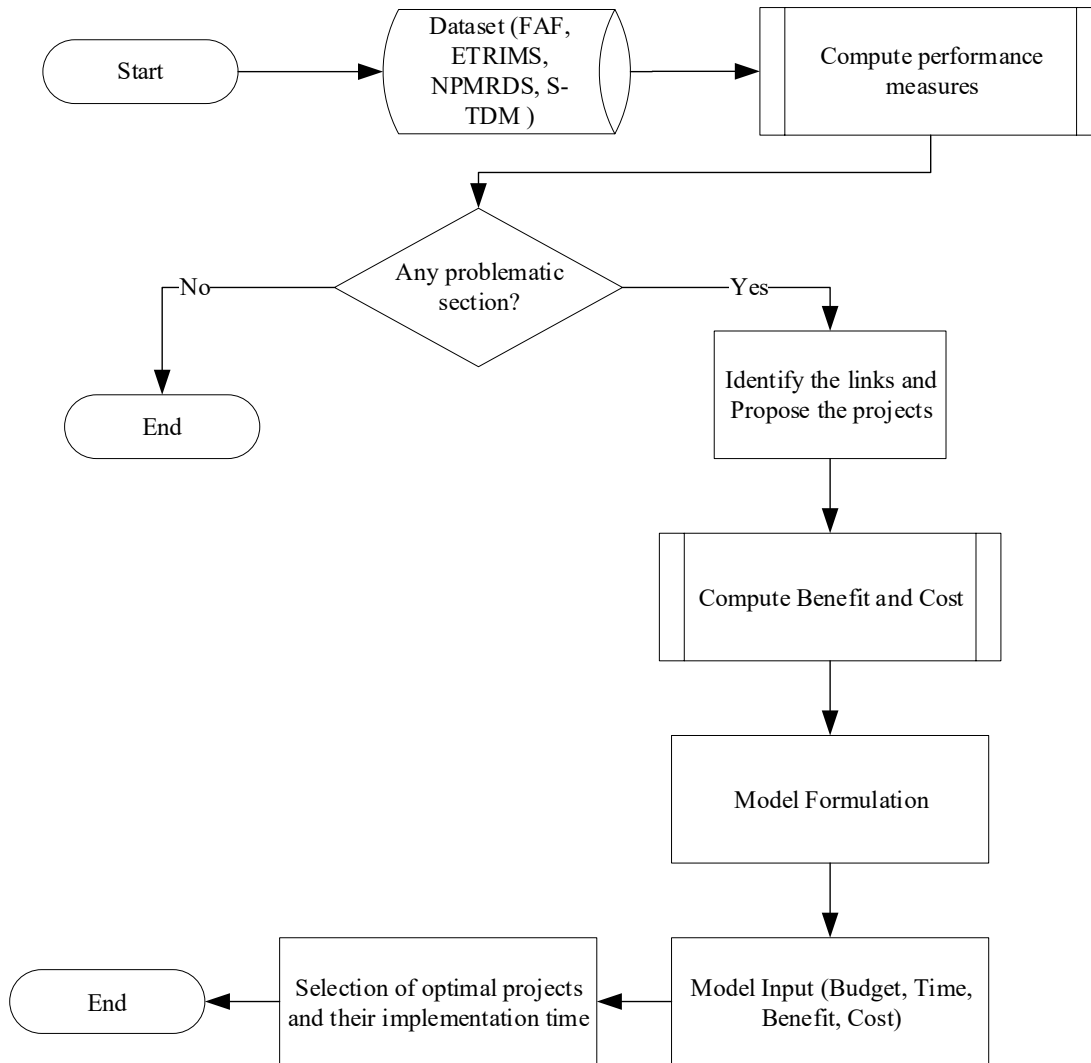 Start
Dataset (FAF,
ETRIMS,
NPMRDS, S-
TDM )
Compute performance
measures
Any problematic
section?
No
Yes
End
Identify the links and
Propose the projects
Compute Benefit and Cost
Model Formulation
Model Input (Budget, Time,
Benefit, Cost)
Selection of optimal projects
and their implementation time
End